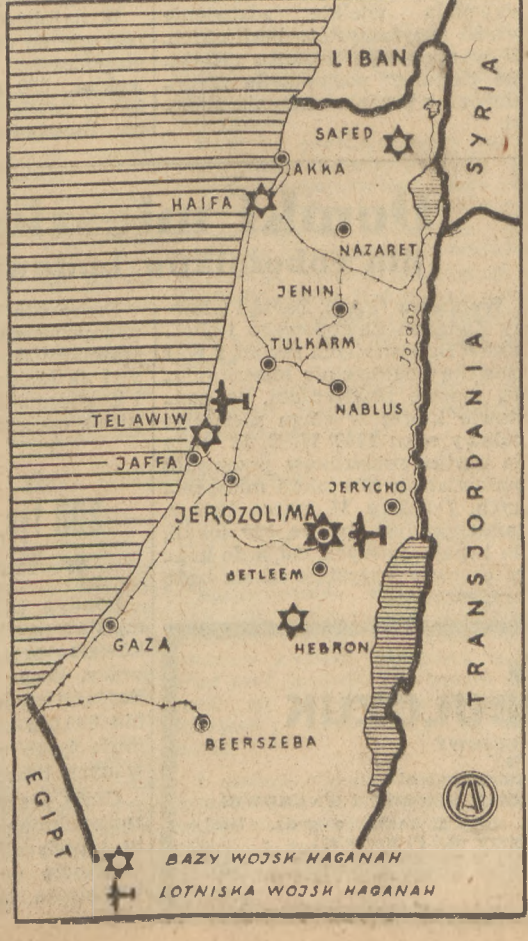 LIBAN
SYRIA
SAFED
AKKA
HAIFA
NAZARET
JENIN
Jordan
TULKARM
NABLUS
TEL AWIW
JAFFA
JERYCHO
JEROZOLIMA
TRANSJORDANIA
BETLEEM
GAZA
HEBRON
BEERSZEBA
EGIPT
BAZY WOJSK HAGANAH
LOTNISKA WOJSK HAGANAH